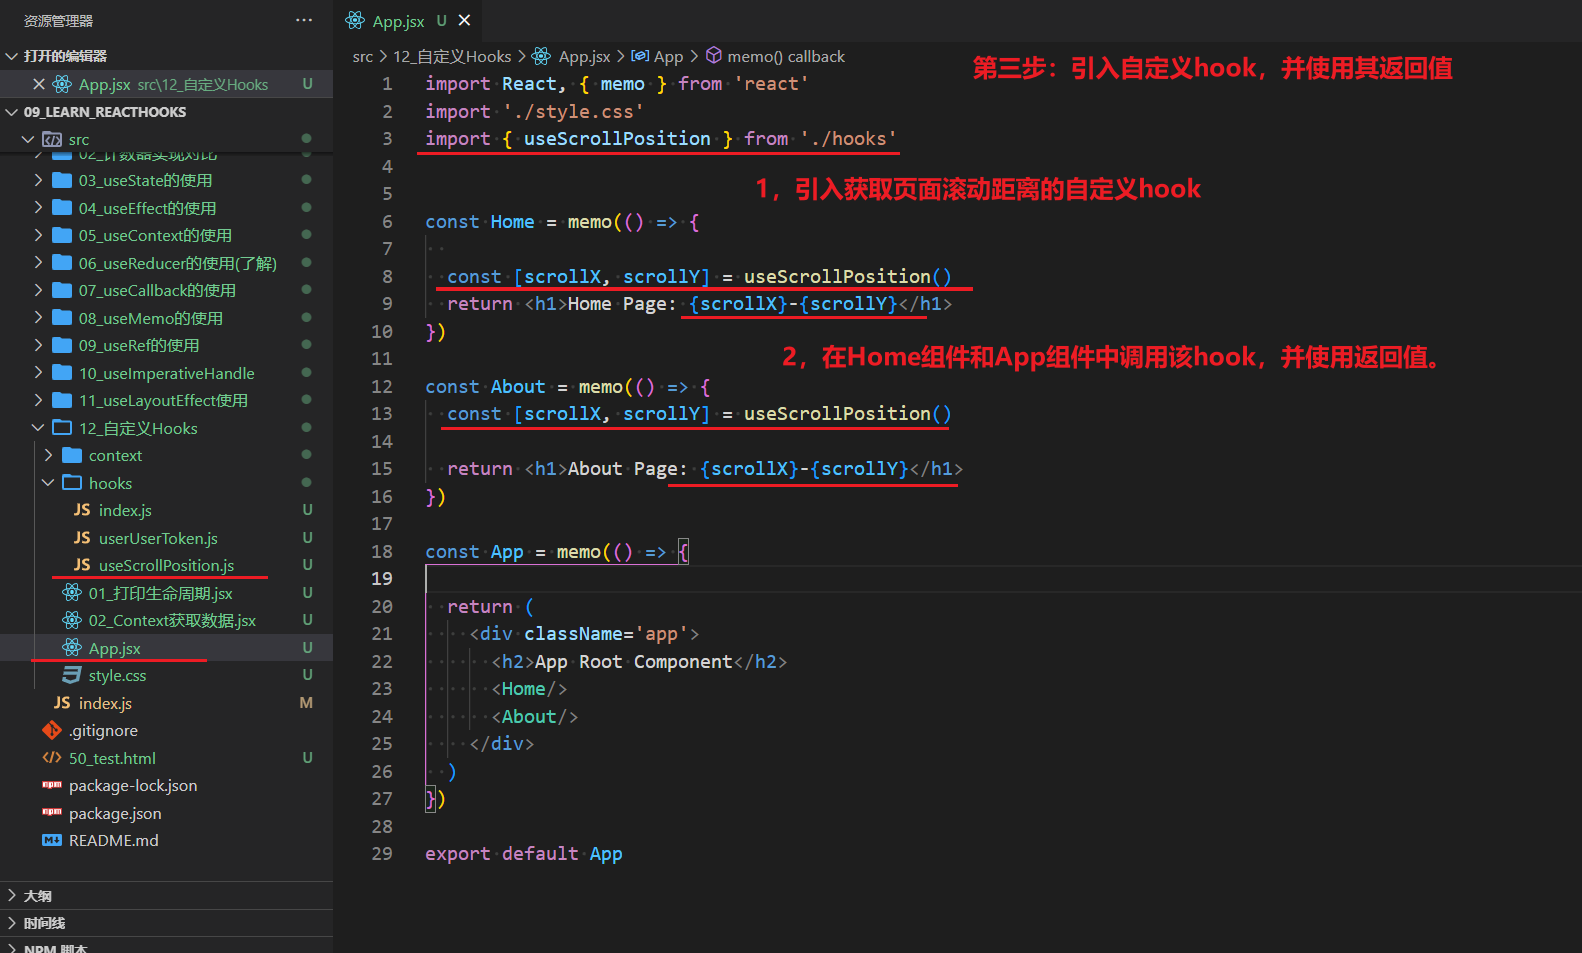 资源管理器
打开的编辑器
App.jsx src\12_自定义Hooks U
09_LEARN_REACTHOOKS
src
02_计数器实现对比
03_useState的使用
04_useEffect的使用
05_useContext的使用
06_useReducer的使用(了解)
07_useCallback的使用
08_useMemo的使用
09_useRef的使用
10_useImperativeHandle
11_useLayoutEffect使用
12_自定义Hooks
context
hooks
JS index.js U
JS userUserToken.js U
JS useScrollPosition.js U
01_打印生命周期.jsx U
02_Context获取数据.jsx U
App.jsx U
style.css U
JS index.js M
.gitignore
50_test.html U
npm package-lock.json
npm package.json
README.md
大纲
时间线
NPM 脚本
App.jsx U
src > 12_自定义Hooks > App.jsx > App > memo() callback
第三步：引入自定义hook，并使用其返回值
1 import React, { memo } from 'react'
2 import './style.css'
3 import { useScrollPosition } from './hooks'
4
5
1，引入获取页面滚动距离的自定义hook
6 const Home = memo(() => {
7
8 const [scrollX, scrollY] = useScrollPosition()
9 return <h1>Home Page: {scrollX}-{scrollY}</h1>
10 })
11
2，在Home组件和App组件中调用该hook，并使用返回值。
12 const About = memo(() => {
13 const [scrollX, scrollY] = useScrollPosition()
14
15 return <h1>About Page: {scrollX}-{scrollY}</h1>
16 })
17
18 const App = memo(() => {
19
20 return (
21 <div className='app'>
22 <h2>App Root Component</h2>
23 <Home/>
24 <About/>
25 </div>
26 )
27 })
28
29 export default App